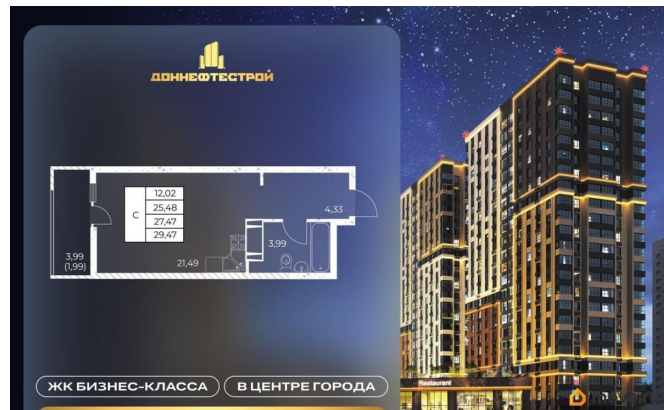 ДОННЕФТЕСТРОЙ
С
12,02
25,48
27,47
29,47
4,33
3,99
3,99
(1,99)
21,49
ЖК БИЗНЕС-КЛАССА
В ЦЕНТРЕ ГОРОДА
Restaurant